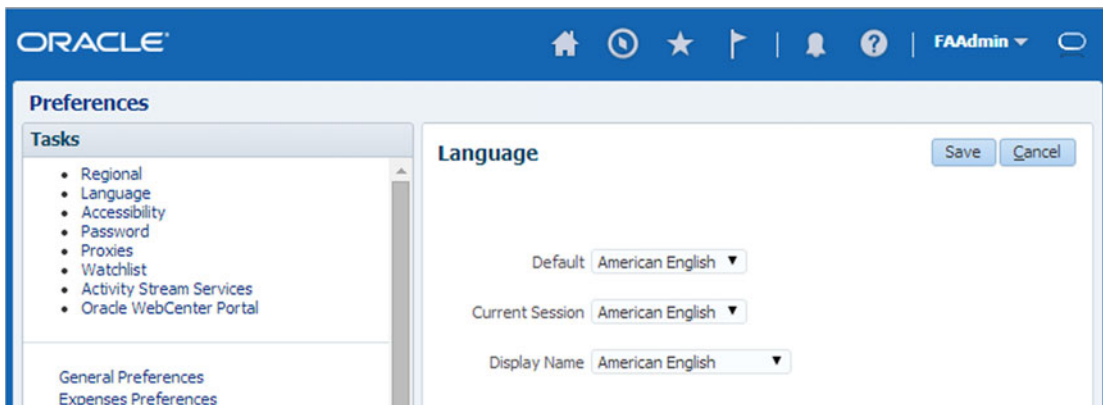 ORACLE
FAAdmin
Preferences
Tasks
Regional
Language
Accessibility
Password
Proxies
Watchlist
Activity Stream Services
Oracle WebCenter Portal
General Preferences
Expenses Preferences
Language
Save Cancel
Default American English
Current Session American English
Display Name American English